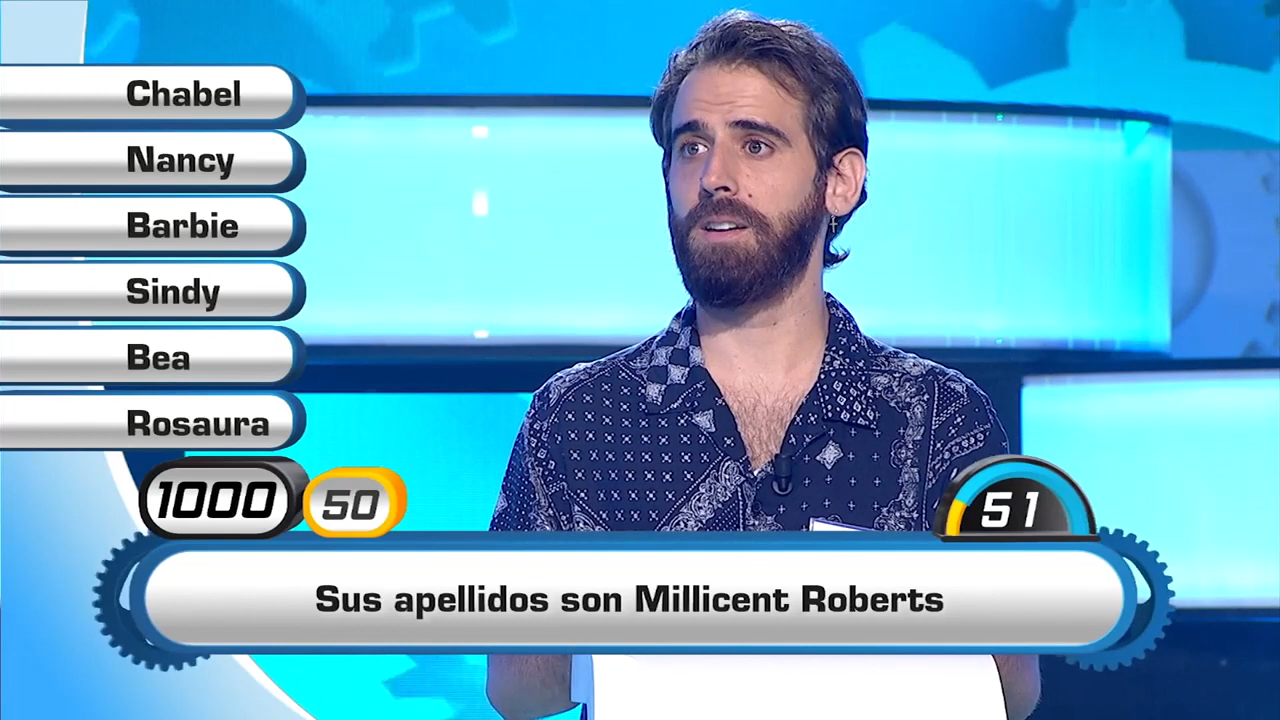 Chabel
Nancy
Barbie
Sindy
Bea
Rosaura
1000
50
51
Sus apellidos son Millicent Roberts